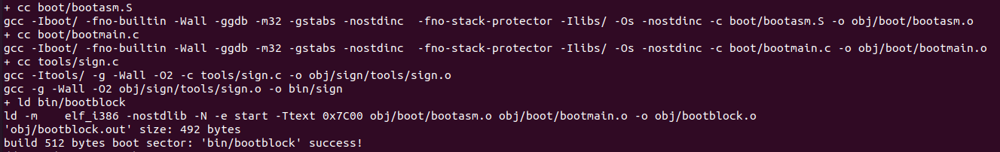 + cc boot/bootasm.S
gcc -Iboot/ -fno-builtin -Wall -ggdb -m32 -gstabs -nostdinc  -fno-stack-protector -Ilibs/ -Os -nostdinc -c boot/bootasm.S -o obj/boot/bootasm.o
+ cc boot/bootmain.c
gcc -Iboot/ -fno-builtin -Wall -ggdb -m32 -gstabs -nostdinc  -fno-stack-protector -Ilibs/ -Os -nostdinc -c boot/bootmain.c -o obj/boot/bootmain.o
+ cc tools/sign.c
gcc -Itools/ -g -Wall -O2 -c tools/sign.c -o obj/sign/tools/sign.o
gcc -g -Wall -O2 obj/sign/tools/sign.o -o bin/sign
+ ld bin/bootblock
ld -m    elf_i386 -nostdlib -N -e start -Ttext 0x7C00 obj/boot/bootasm.o obj/boot/bootmain.o -o obj/bootblock.o
'obj/bootblock.out' size: 492 bytes
build 512 bytes boot sector: 'bin/bootblock' success!